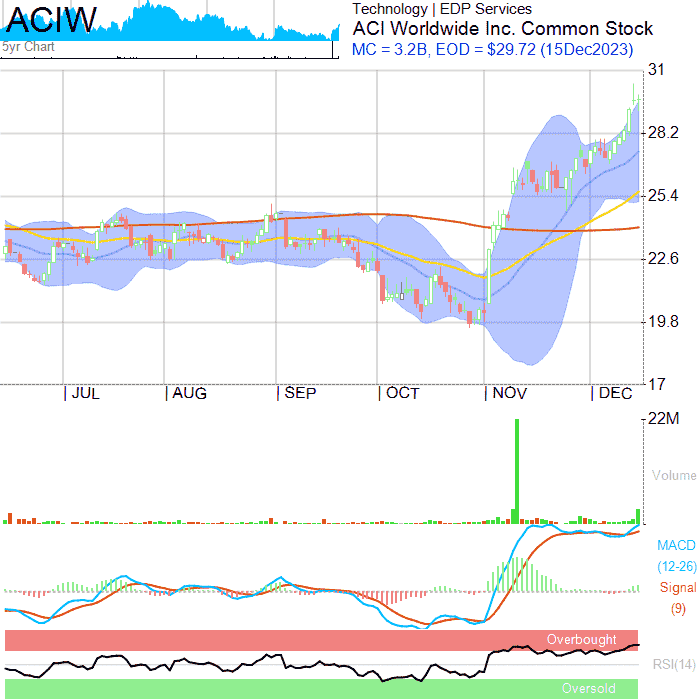 ACIW
5yr Chart
Technology | EDP Services
ACI Worldwide Inc. Common Stock
MC = 3.2B, EOD = $29.72 (15Dec2023)
31
28.2
25.4
22.6
19.8
17
| JUL | AUG | SEP | OCT | NOV | DEC
22M
Volume
MACD
(12-26)
Signal
(9)
Overbought
RSI(14)
Oversold